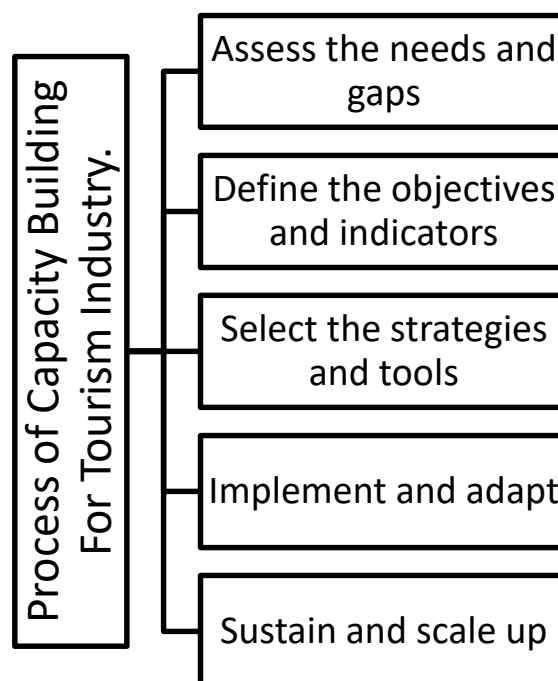 Process of Capacity Building
For Tourism Industry.
Assess the needs and
gaps
Define the objectives
and indicators
Select the strategies
and tools
Implement and adapt
Sustain and scale up